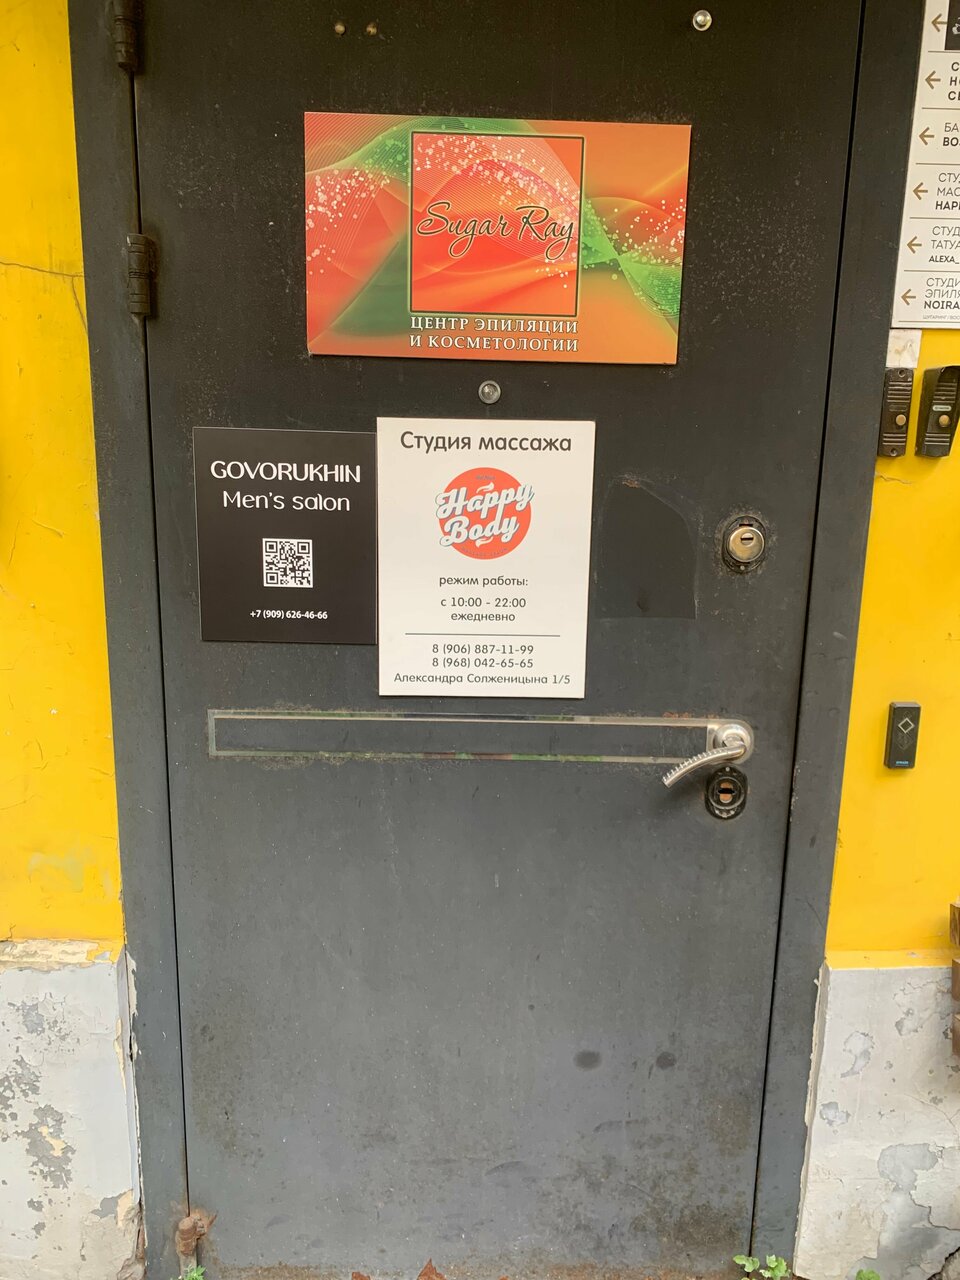 Sugar Ray
ЦЕНТР ЭПИЛЯЦИИ
И КОСМЕТОЛОГИИ
GOVORUKHIN
Men's salon
+7 (909) 626-46-66
Студия массажа
Happy
Body
режим работы:
с 10:00 - 22:00
ежедневно
8 (906) 887-11-99
8 (968) 042-65-65
Александра Солженицына 1/5
ALEXA_